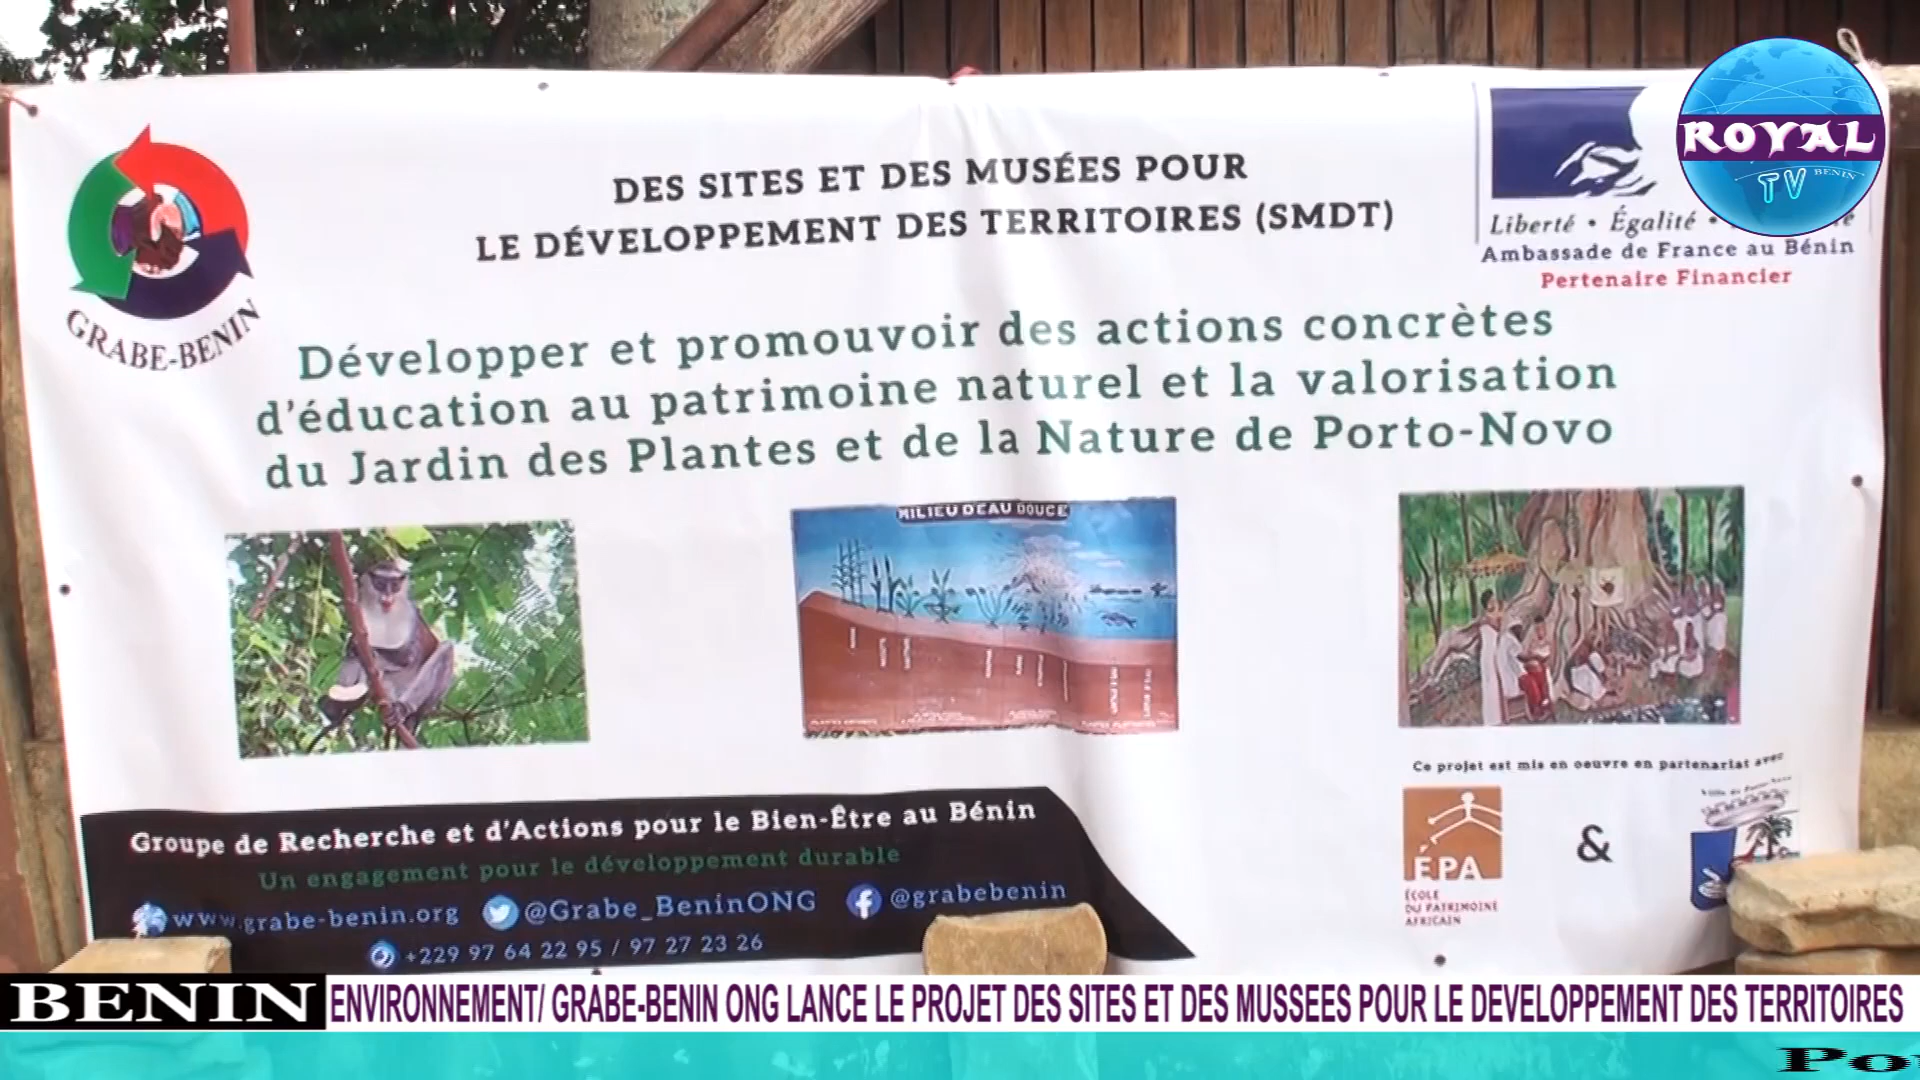 ROYAL
TV BENIN
DES SITES ET DES MUSÉES POUR
LE DÉVELOPPEMENT DES TERRITOIRES (SMDT)
Liberté • Égalité •
Ambassade de France au Bénin
Pertenaire Financier
GRABE-BENIN
Développer et promouvoir des actions concrètes
d'éducation au patrimoine naturel et la valorisation
du Jardin des Plantes et de la Nature de Porto-Novo
MILIEU D'EAU DOUCE
Ce projet est mis en oeuvre en partenariat avec
ÉPA
&
ÉCOLE
DU PATRIMOINE
AFRICAIN
Groupe de Recherche et d'Actions pour le Bien-Être au Bénin
Un engagement pour le développement durable
www.grabe-benin.org @Grabe_BeninONG @grabebenin
+229 97 64 22 95 / 97 27 23 26
BENIN ENVIRONNEMENT/ GRABE-BENIN ONG LANCE LE PROJET DES SITES ET DES MUSSEES POUR LE DEVELOPPEMENT DES TERRITOIRES